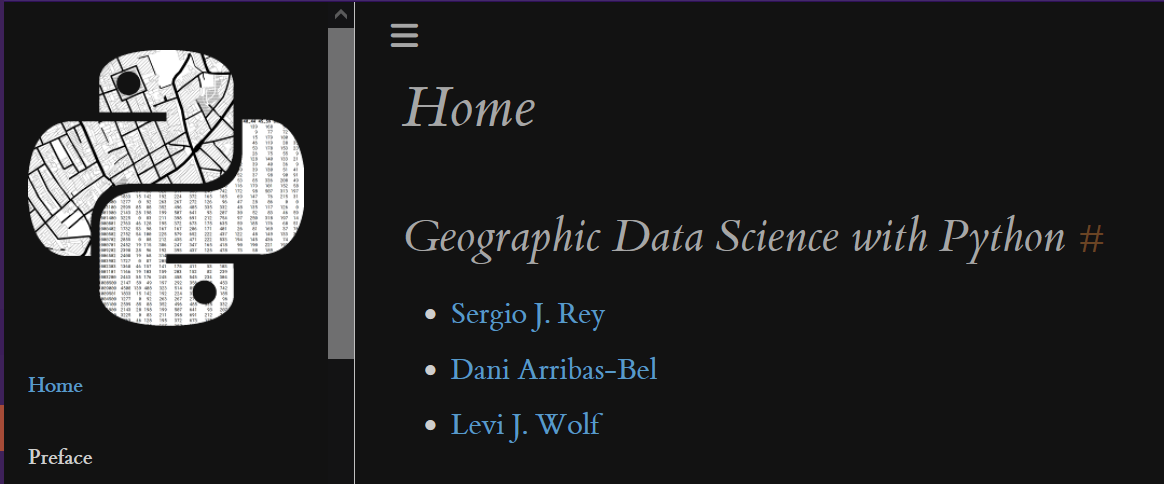 Home
Preface
Home
Geographic Data Science with Python #
Sergio J. Rey
Dani Arribas-Bel
Levi J. Wolf